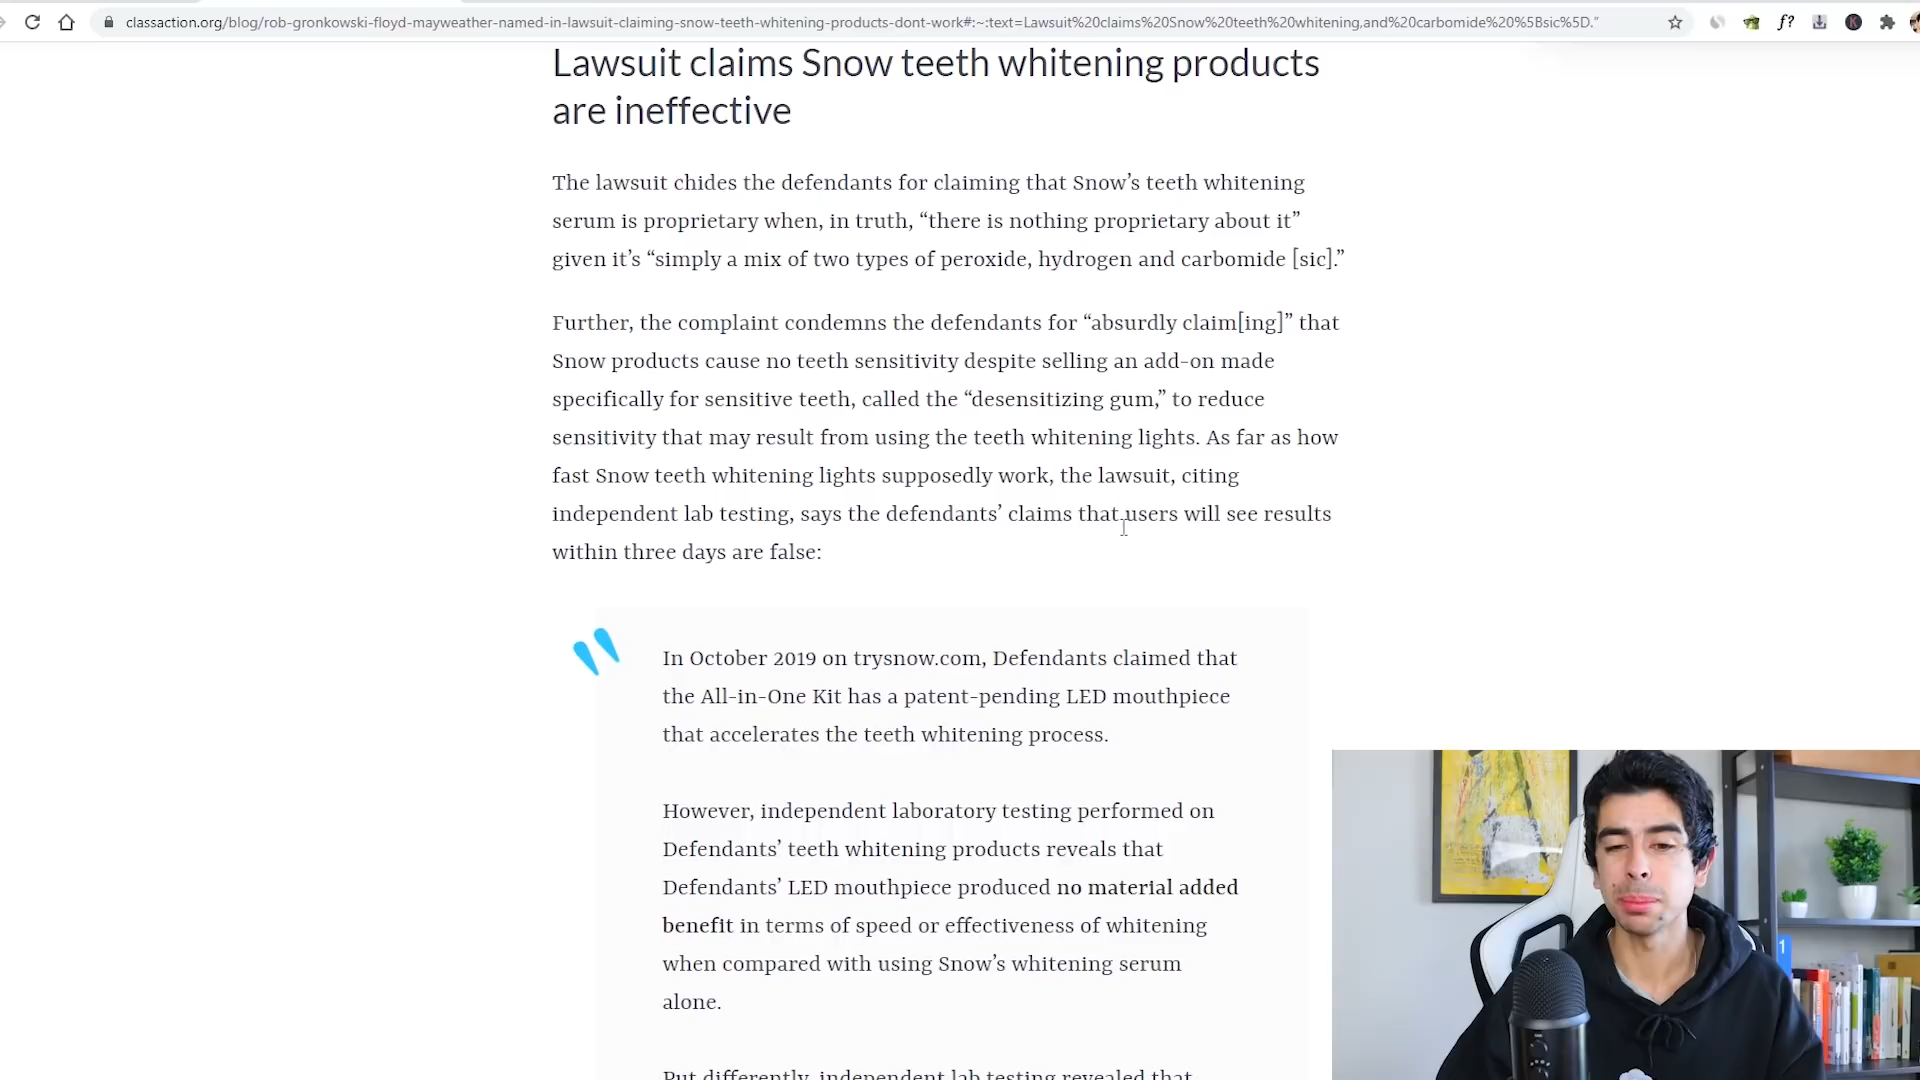 classaction.org/blog/rob-gronkowski-floyd-mayweather-named-in-lawsuit-claiming-snow-teeth-whitening-products-dont-work#:~:text=Lawsuit%20claims%20Snow%20teeth%20whitening,and%20carbomide%20%5Bsic%5D.”
f?
K
Lawsuit claims Snow teeth whitening products
are ineffective
The lawsuit chides the defendants for claiming that Snow’s teeth whitening
serum is proprietary when, in truth, “there is nothing proprietary about it”
given it’s “simply a mix of two types of peroxide, hydrogen and carbomide [sic].”
Further, the complaint condemns the defendants for “absurdly claim[ing]” that
Snow products cause no teeth sensitivity despite selling an add-on made
specifically for sensitive teeth, called the “desensitizing gum,” to reduce
sensitivity that may result from using the teeth whitening lights. As far as how
fast Snow teeth whitening lights supposedly work, the lawsuit, citing
independent lab testing, says the defendants’ claims that users will see results
within three days are false:
In October 2019 on trysnow.com, Defendants claimed that
the All-in-One Kit has a patent-pending LED mouthpiece
that accelerates the teeth whitening process.
However, independent laboratory testing performed on
Defendants’ teeth whitening products reveals that
Defendants’ LED mouthpiece produced no material added
benefit in terms of speed or effectiveness of whitening
when compared with using Snow’s whitening serum
alone.
Put differently, independent lab testing revealed that
1